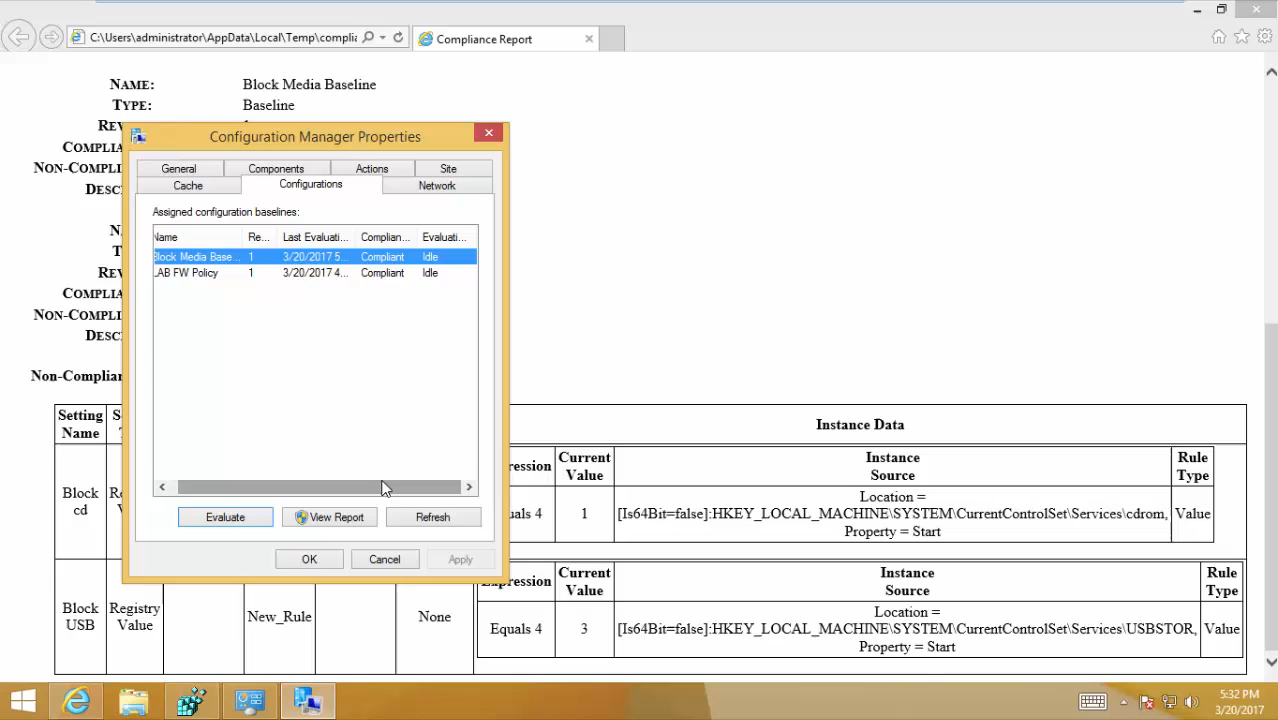 C:\Users\administrator\AppData\Local\Temp\complia
Compliance Report
NAME: Block Media Baseline
TYPE: Baseline
REV
COMPLI
NON-COMPLI
DESC
N
T
REV
COMPLI
NON-COMPLI
DESC
Non-Complian
Configuration Manager Properties
General
Components
Actions
Site
Cache
Configurations
Network
Assigned configuration baselines:
Name Re... Last Evaluati... Complian... Evaluati...
Block Media Base... 1 3/20/2017 5... Compliant Idle
LAB FW Policy 1 3/20/2017 4... Compliant Idle
Evaluate
View Report
Refresh
OK
Cancel
Apply
Setting Name
Instance Data
Expression
Current Value
Instance Source
Rule Type
Block cd
Equals 4
1
Location =
[Is64Bit=false]:HKEY_LOCAL_MACHINE\SYSTEM\CurrentControlSet\Services\cdrom,
Property = Start
Value
Block USB
Registry Value
New_Rule
None
Expression
Current Value
Instance Source
Rule Type
Equals 4
3
Location =
[Is64Bit=false]:HKEY_LOCAL_MACHINE\SYSTEM\CurrentControlSet\Services\USBSTOR,
Property = Start
Value
5:32 PM
3/20/2017